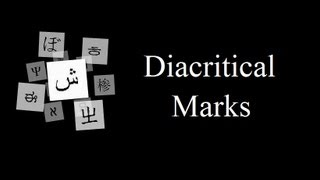 ぼ
ش
א
Diacritical
Marks